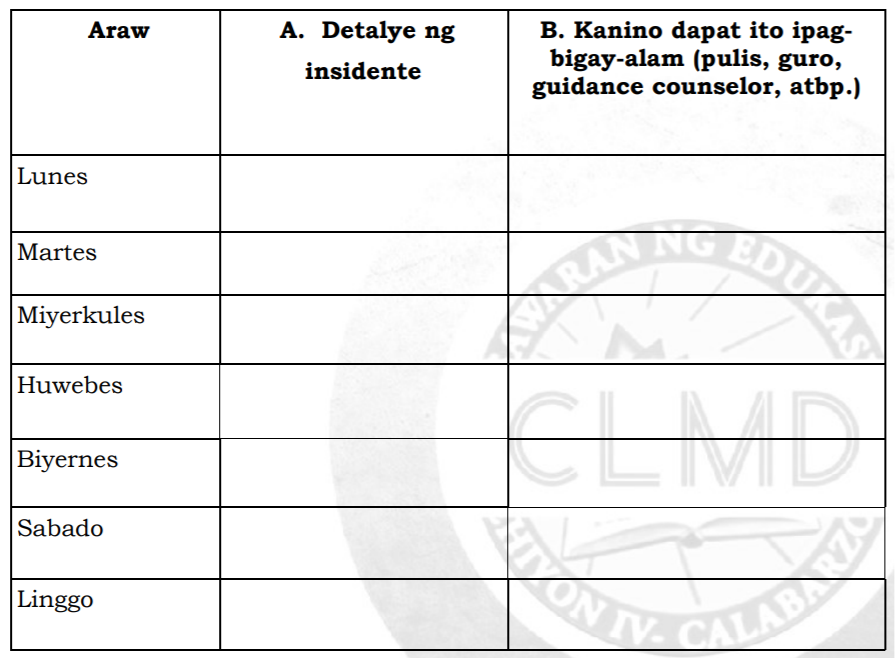 Araw
A. Detalye ng
insidente
B. Kanino dapat ito ipag-
bigay-alam (pulis, guro,
guidance counselor, atbp.)
Lunes
Martes
Miyerkules
Huwebes
Biyernes
Sabado
Linggo
AWARAN NG EDUKAS
CLMD
HIYON IV- CALABARZO